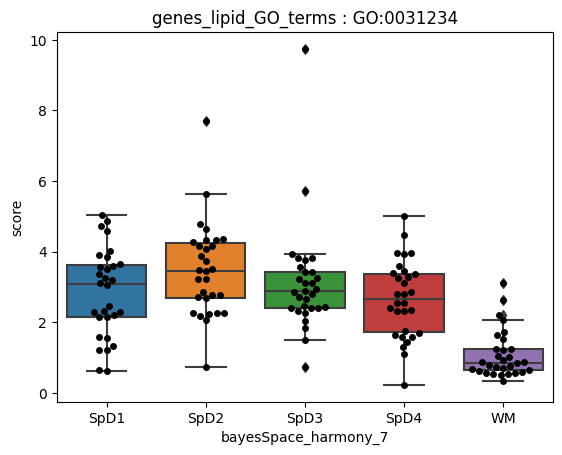 genes_lipid_GO_terms : GO:0031234
10
8
6
4
2
0
score
SpD1 SpD2 SpD3 SpD4 WM
bayesSpace_harmony_7